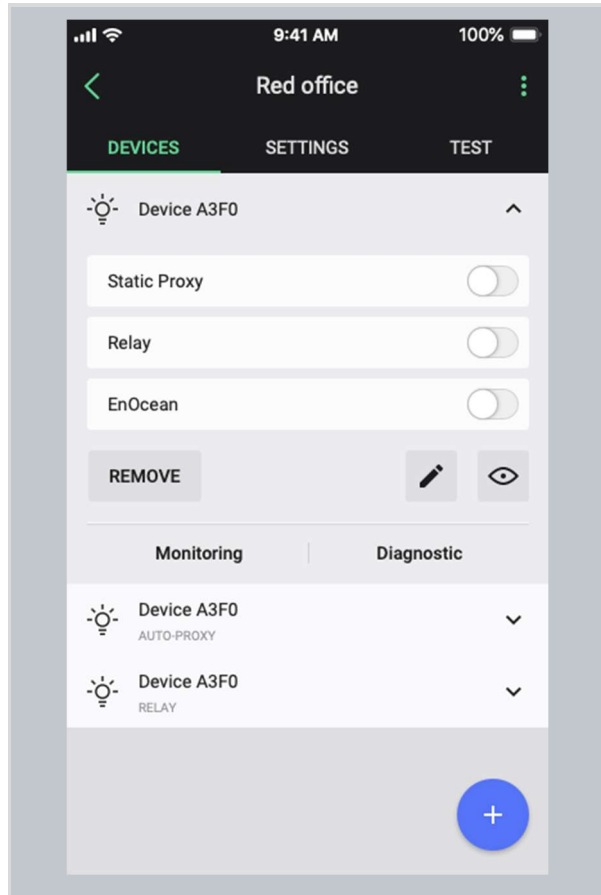 9:41 AM 100%
Red office
DEVICES SETTINGS TEST
Device A3F0
Static Proxy
Relay
EnOcean
REMOVE
Monitoring Diagnostic
Device A3F0
AUTO-PROXY
Device A3F0
RELAY